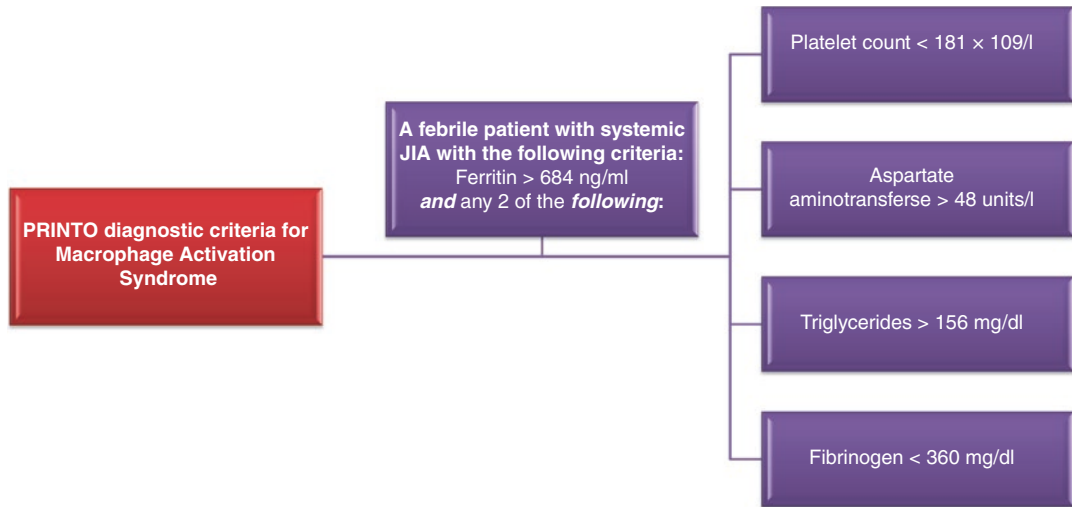 PRINTO diagnostic criteria for
Macrophage Activation
Syndrome
A febrile patient with systemic
JIA with the following criteria:
Ferritin > 684 ng/ml
and any 2 of the following:
Platelet count < 181 × 109/l
Aspartate
aminotransferse > 48 units/l
Triglycerides > 156 mg/dl
Fibrinogen < 360 mg/dl